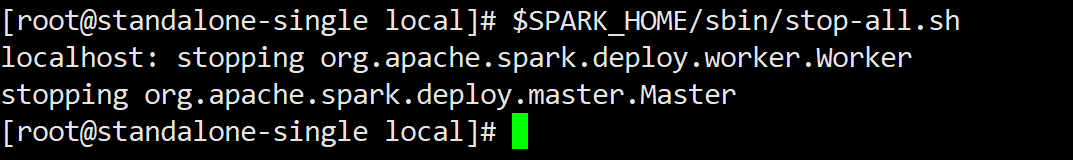 [root@standalone-single local]# $SPARK_HOME/sbin/stop-all.sh
localhost: stopping org.apache.spark.deploy.worker.Worker
stopping org.apache.spark.deploy.master.Master
[root@standalone-single local]#